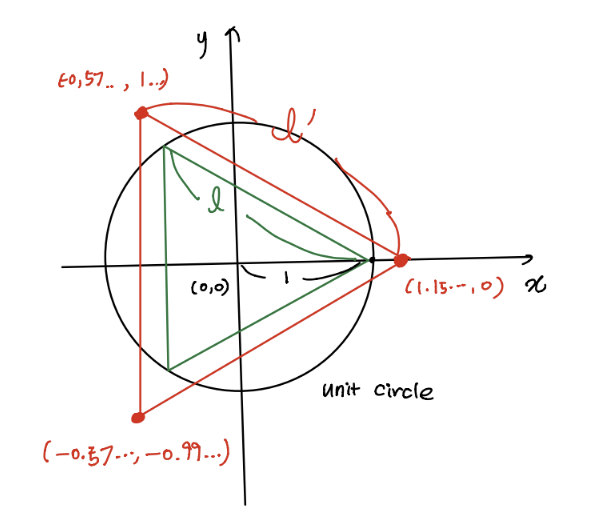 y
(-0,57.., 1...)
l'
l
(0,0)
1
(1.15..., 0)
x
unit circle
(-0.57..., -0.99...)